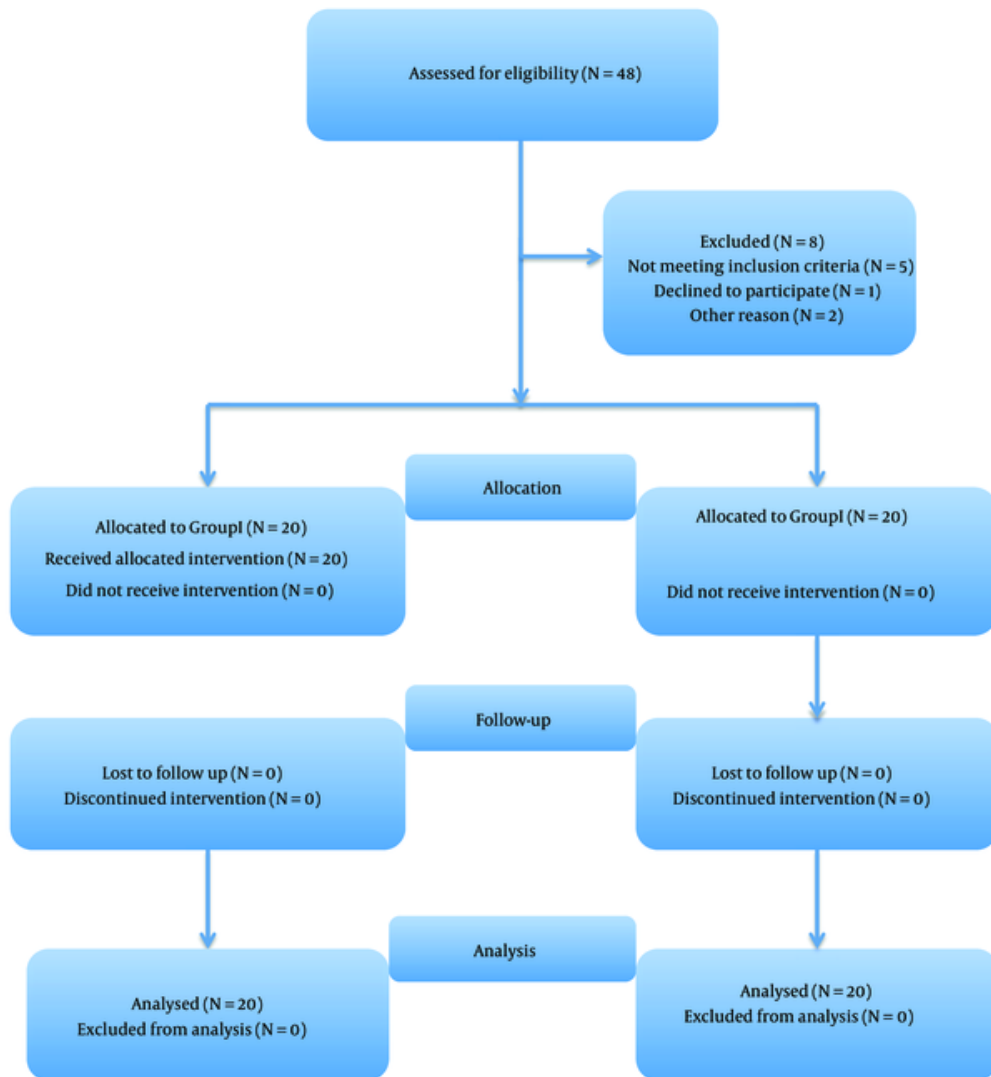 Assessed for eligibility (N = 48)
Excluded (N = 8)
Not meeting inclusion criteria (N = 5)
Declined to participate (N = 1)
Other reason (N = 2)
Allocation
Allocated to GroupI (N = 20)
Received allocated intervention (N = 20)
Did not receive intervention (N = 0)
Allocated to GroupI (N = 20)
Did not receive intervention (N = 0)
Follow-up
Lost to follow up (N = 0)
Discontinued intervention (N = 0)
Lost to follow up (N = 0)
Discontinued intervention (N = 0)
Analysis
Analysed (N = 20)
Excluded from analysis (N = 0)
Analysed (N = 20)
Excluded from analysis (N = 0)